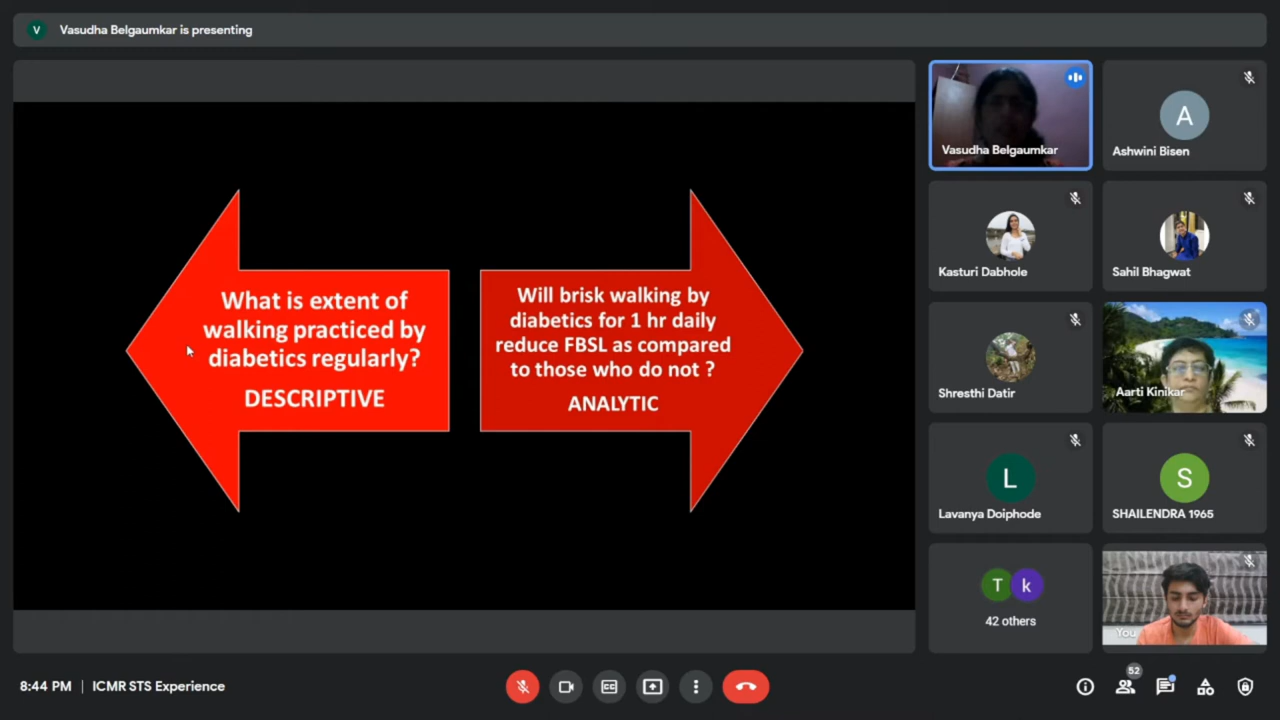 V
Vasudha Belgaumkar is presenting
What is extent of
walking practiced by
diabetics regularly?
DESCRIPTIVE
Will brisk walking by
diabetics for 1 hr daily
reduce FBSL as compared
to those who do not ?
ANALYTIC
Vasudha Belgaumkar
A
Ashwini Bisen
Kasturi Dabhole
Sahil Bhagwat
Shresthi Datir
Aarti Kinikar
L
Lavanya Doiphode
S
SHAILENDRA 1965
T k
42 others
You
8:44 PM | ICMR STS Experience
CC
52